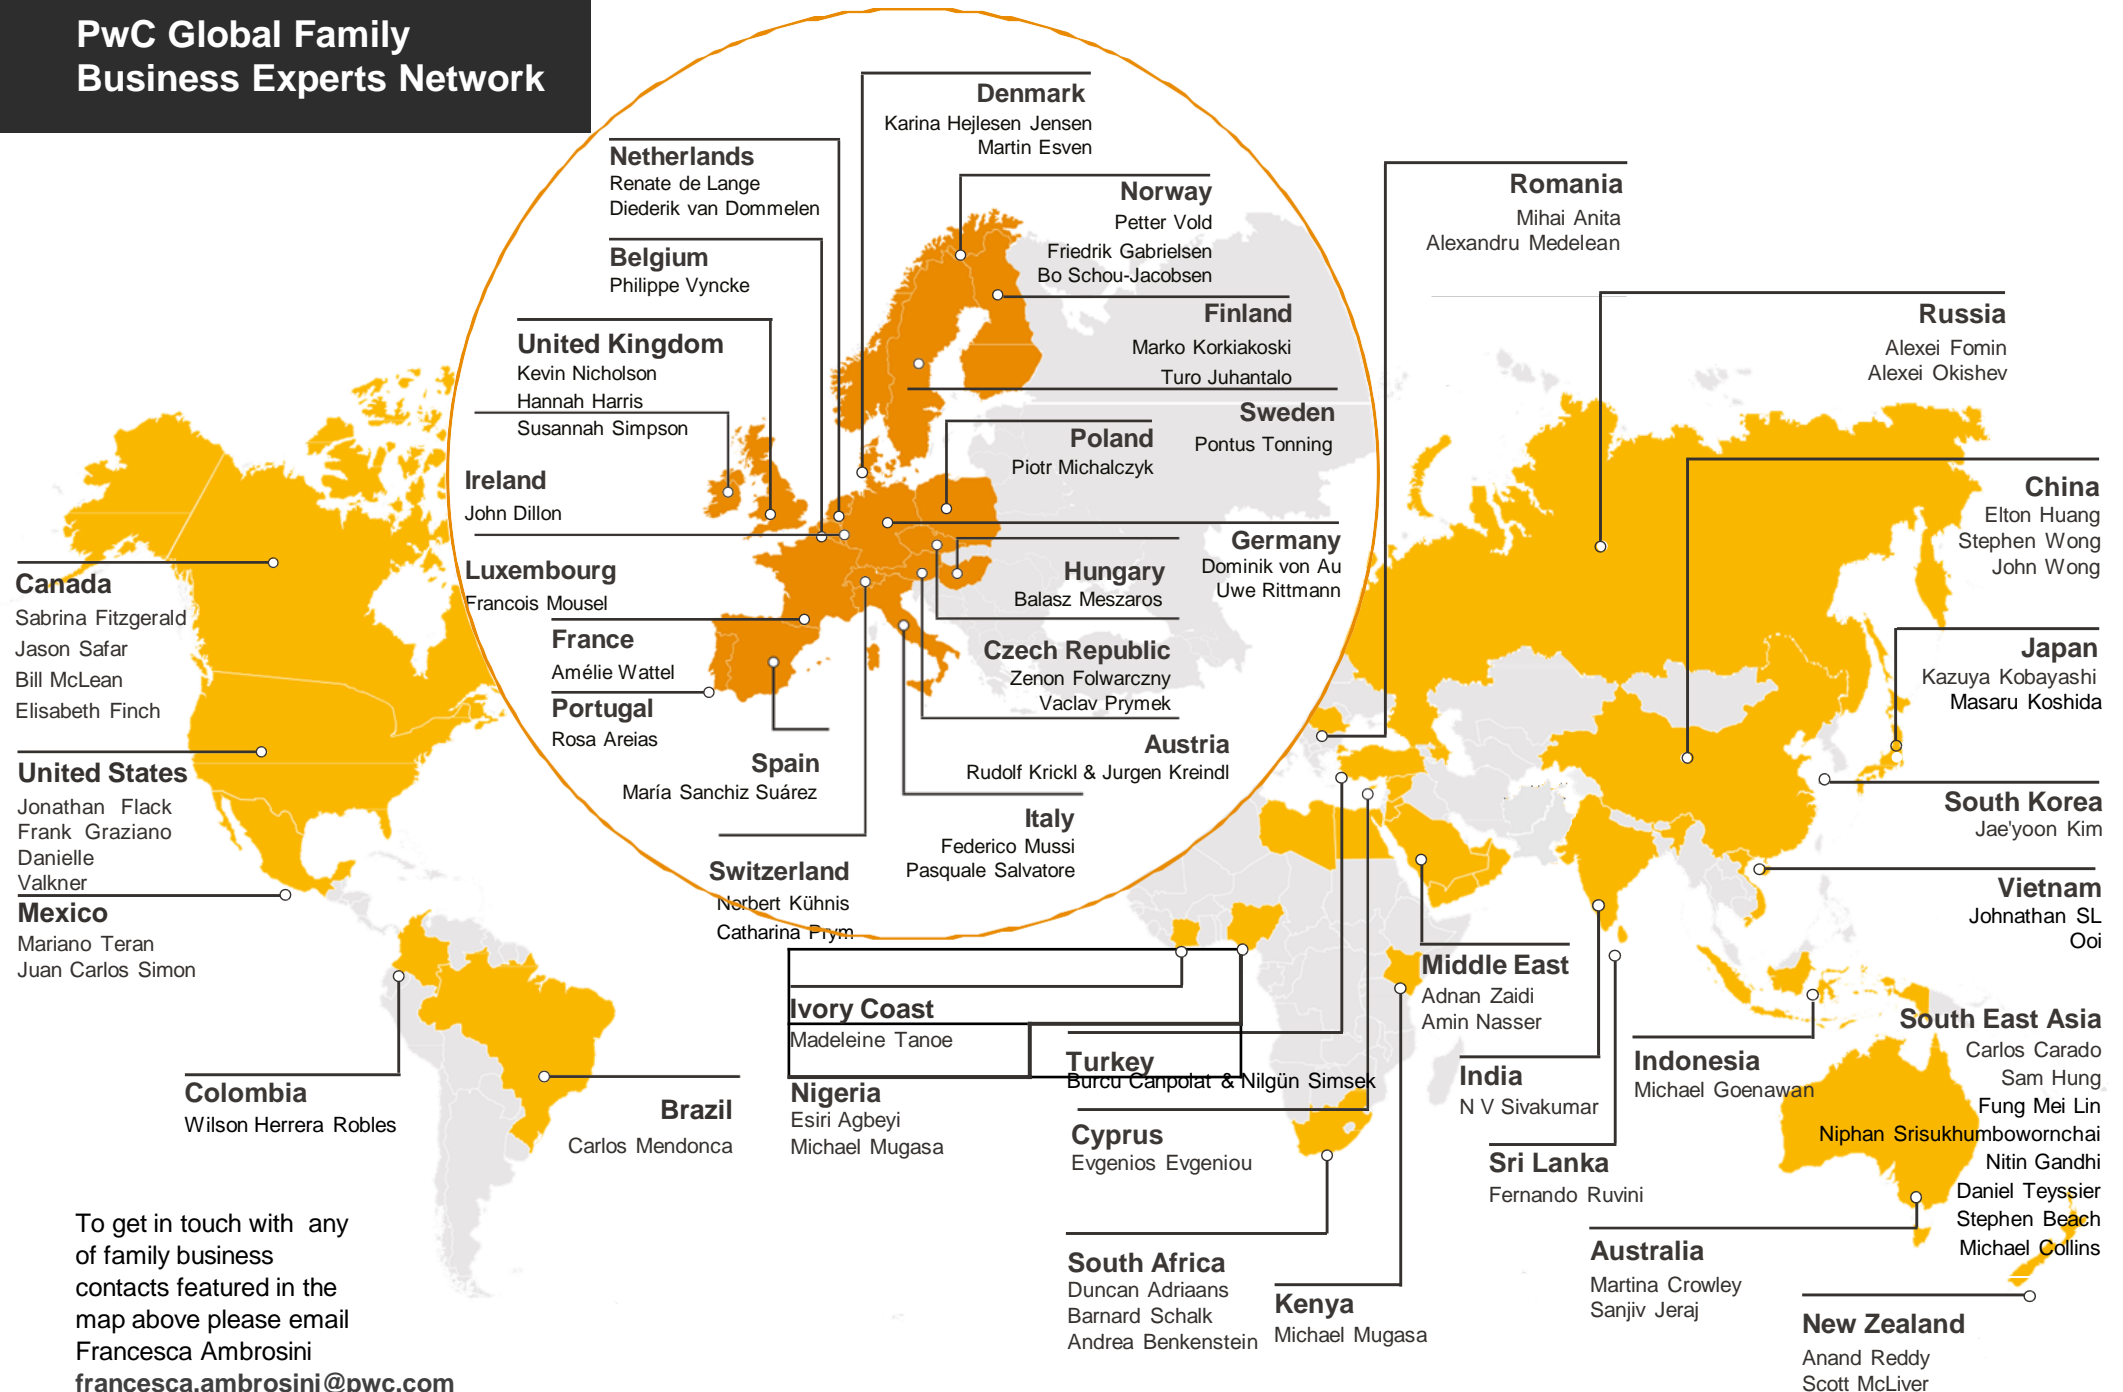 PwC Global Family
Business Experts Network
Denmark
Karina Hejlesen Jensen
Martin Esven
Netherlands
Renate de Lange
Diederik van Dommelen
Norway
Petter Vold
Friedrik Gabrielsen
Bo Schou-Jacobsen
Romania
Mihai Anita
Alexandru Medelean
Belgium
Philippe Vyncke
Finland
Marko Korkiakoski
Turo Juhantalo
Russia
Alexei Fomin
Alexei Okishev
United Kingdom
Kevin Nicholson
Hannah Harris
Susannah Simpson
Sweden
Pontus Tonning
Poland
Piotr Michalczyk
Ireland
John Dillon
China
Elton Huang
Stephen Wong
John Wong
Germany
Dominik von Au
Uwe Rittmann
Luxembourg
Francois Mousel
Hungary
Balasz Meszaros
Canada
Sabrina Fitzgerald
Jason Safar
Bill McLean
Elisabeth Finch
France
Amélie Wattel
Czech Republic
Zenon Folwarczny
Vaclav Prymek
Japan
Kazuya Kobayashi
Masaru Koshida
Portugal
Rosa Areias
Austria
Rudolf Krickl & Jurgen Kreindl
Spain
María Sanchiz Suárez
United States
Jonathan Flack
Frank Graziano
Danielle
Valkner
Italy
Federico Mussi
Pasquale Salvatore
South Korea
Jae'yoon Kim
Switzerland
Norbert Kühnis
Catharina Prym
Vietnam
Johnathan SL
Ooi
Mexico
Mariano Teran
Juan Carlos Simon
Middle East
Adnan Zaidi
Amin Nasser
Ivory Coast
Madeleine Tanoe
South East Asia
Carlos Carado
Sam Hung
Fung Mei Lin
Niphan Srisukhumbowornchai
Nitin Gandhi
Daniel Teyssier
Stephen Beach
Michael Collins
Turkey
Burcu Canpolat & Nilgün Simsek
India
N V Sivakumar
Indonesia
Michael Goenawan
Colombia
Wilson Herrera Robles
Brazil
Carlos Mendonca
Nigeria
Esiri Agbeyi
Michael Mugasa
Cyprus
Evgenios Evgeniou
Sri Lanka
Fernando Ruvini
South Africa
Duncan Adriaans
Barnard Schalk
Andrea Benkenstein
Kenya
Michael Mugasa
Australia
Martina Crowley
Sanjiv Jeraj
New Zealand
Anand Reddy
Scott McLiver
To get in touch with any
of family business
contacts featured in the
map above please email
Francesca Ambrosini
francesca.ambrosini@pwc.com